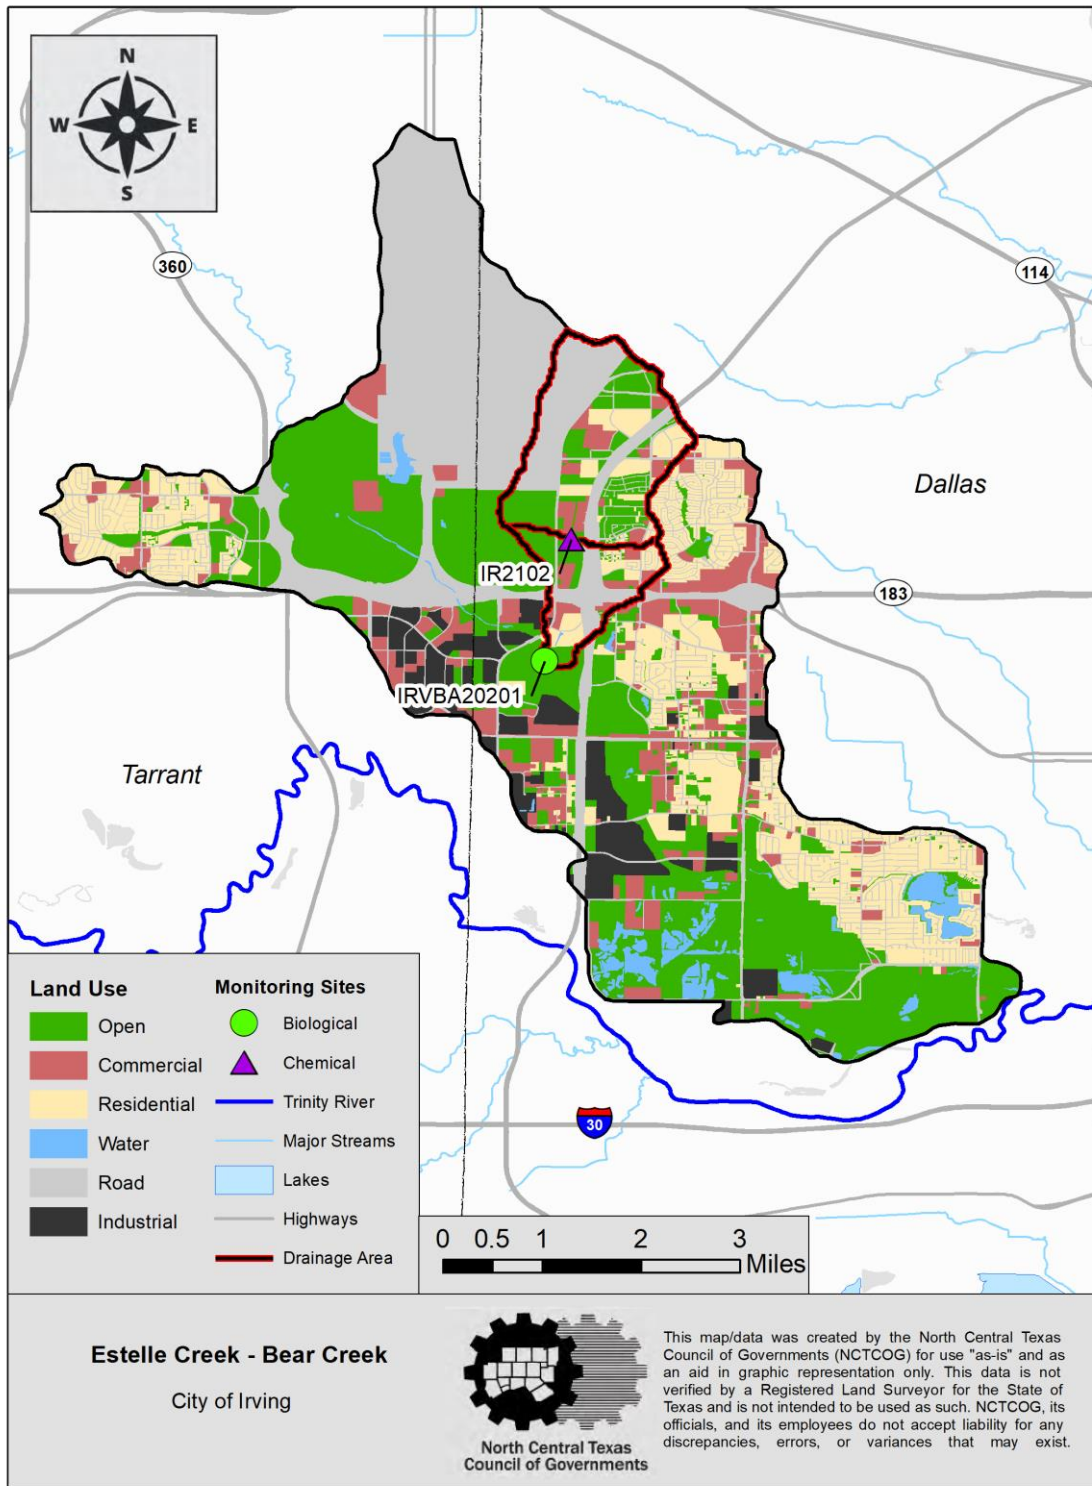 N
W
E
S
360
114
Dallas
IR2102
183
IRVBA20201
Tarrant
Land Use
Open
Commercial
Residential
Water
Road
Industrial
Monitoring Sites
Biological
Chemical
Trinity River
Major Streams
Lakes
Highways
Drainage Area
30
0 0.5 1 2 3
Miles
Estelle Creek - Bear Creek
City of Irving
North Central Texas
Council of Governments
This map/data was created by the North Central Texas
Council of Governments (NCTCOG) for use "as-is" and as
an aid in graphic representation only. This data is not
verified by a Registered Land Surveyor for the State of
Texas and is not intended to be used as such. NCTCOG, its
officials, and its employees do not accept liability for any
discrepancies, errors, or variances that may exist.